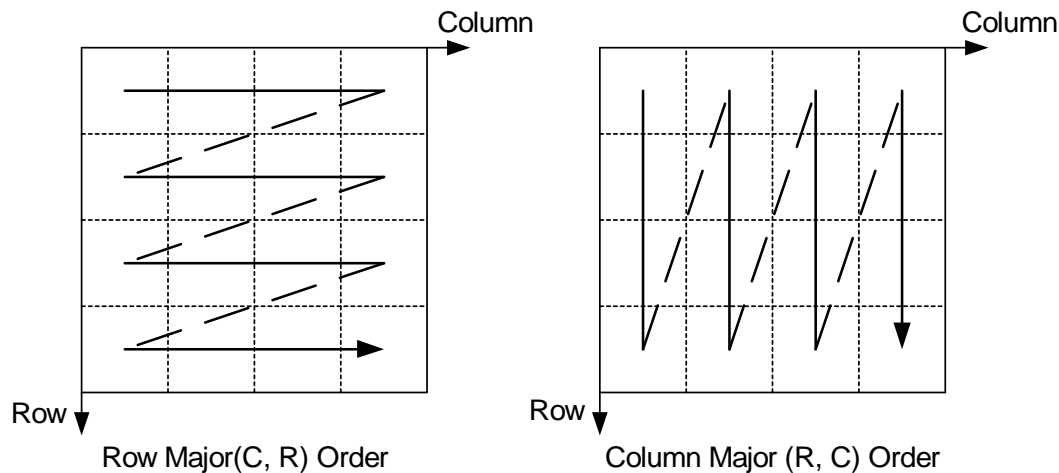 Column
Column
Row
Row
Row Major(C, R) Order
Column Major (R, C) Order